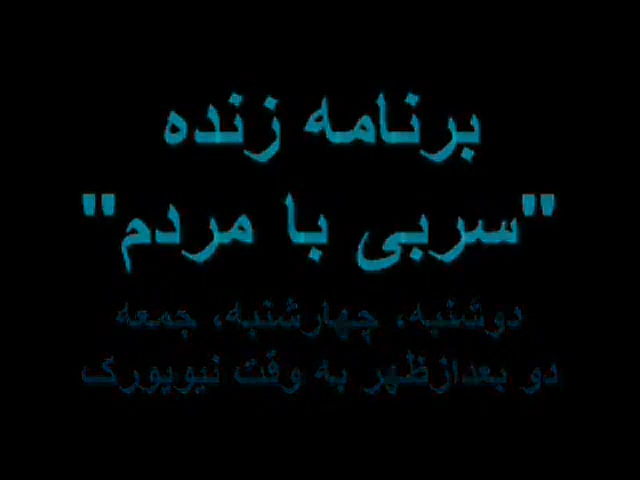 برنامه زنده
"سربی با مردم"
دوشنبه، چهارشنبه، جمعه
دو بعدازظهر به وقت نیویورک